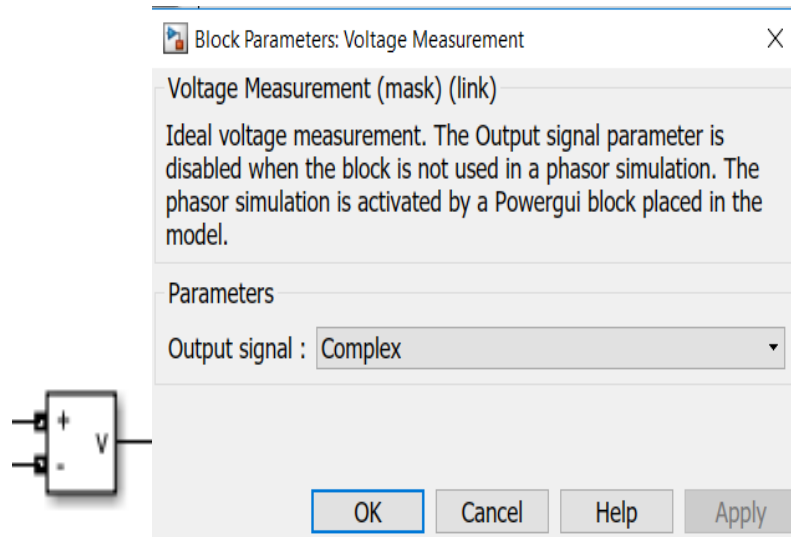 Block Parameters: Voltage Measurement
Voltage Measurement (mask) (link)
Ideal voltage measurement. The Output signal parameter is
disabled when the block is not used in a phasor simulation. The
phasor simulation is activated by a Powergui block placed in the
model.
Parameters
Output signal : Complex
+
v
-
OK Cancel Help Apply